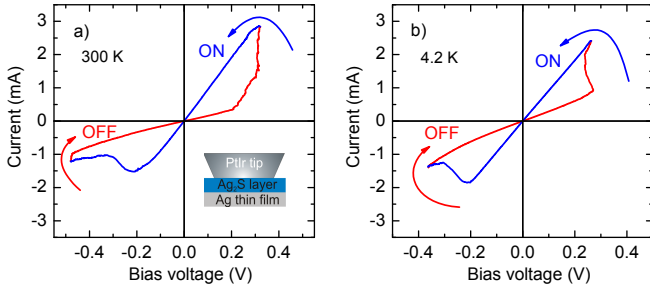 a)
300 K
ON
OFF
PtIr tip
Ag₂S layer
Ag thin film
Current (mA)
3
2
1
0
-1
-2
-3
-0.4 -0.2 0.0 0.2 0.4
Bias voltage (V)
b)
4.2 K
ON
OFF
Current (mA)
3
2
1
0
-1
-2
-3
-0.4 -0.2 0.0 0.2 0.4
Bias voltage (V)